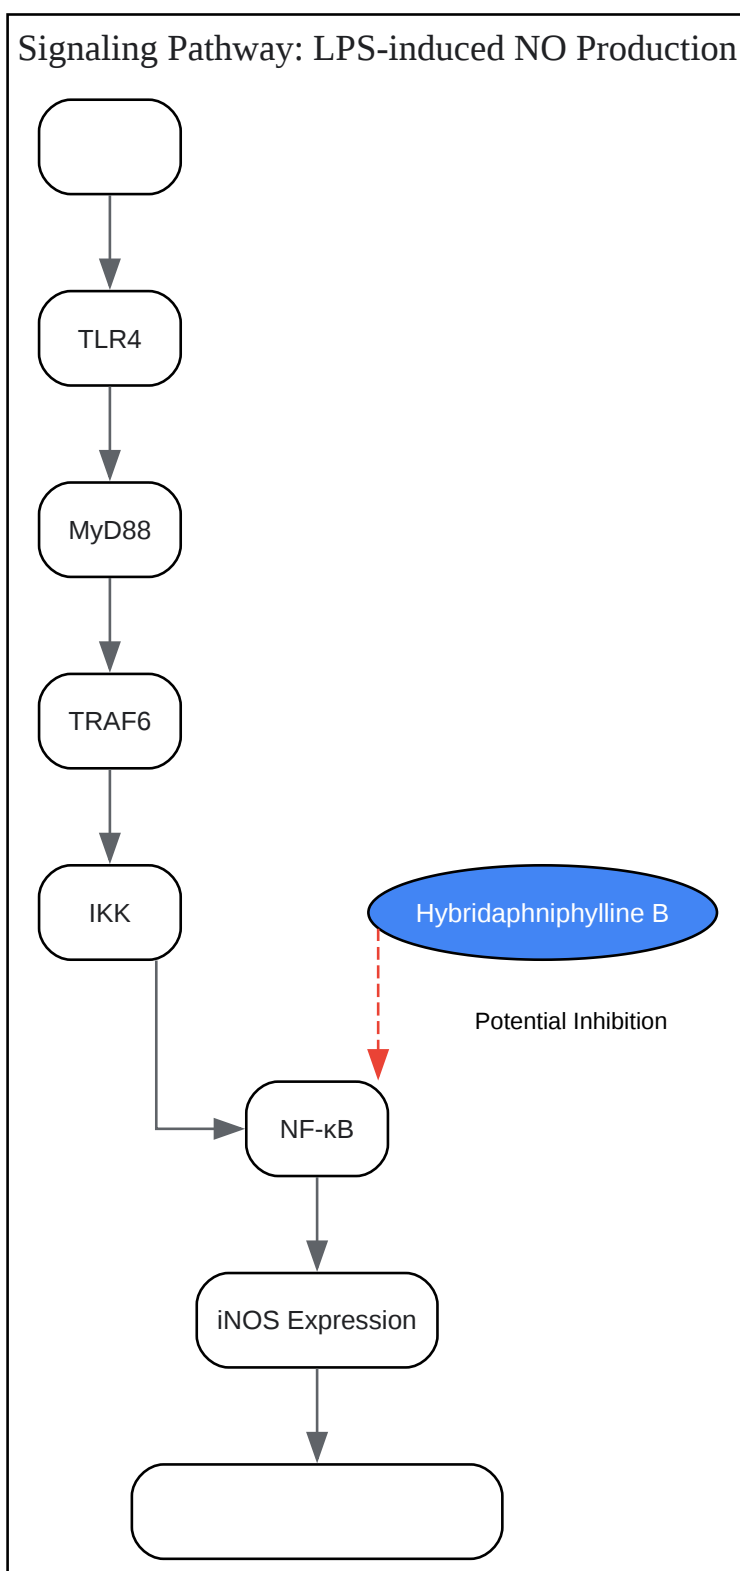 Signaling Pathway: LPS-induced NO Production
TLR4
MyD88
TRAF6
IKK
Hybridaphniphylline B
Potential Inhibition
NF-κB
iNOS Expression